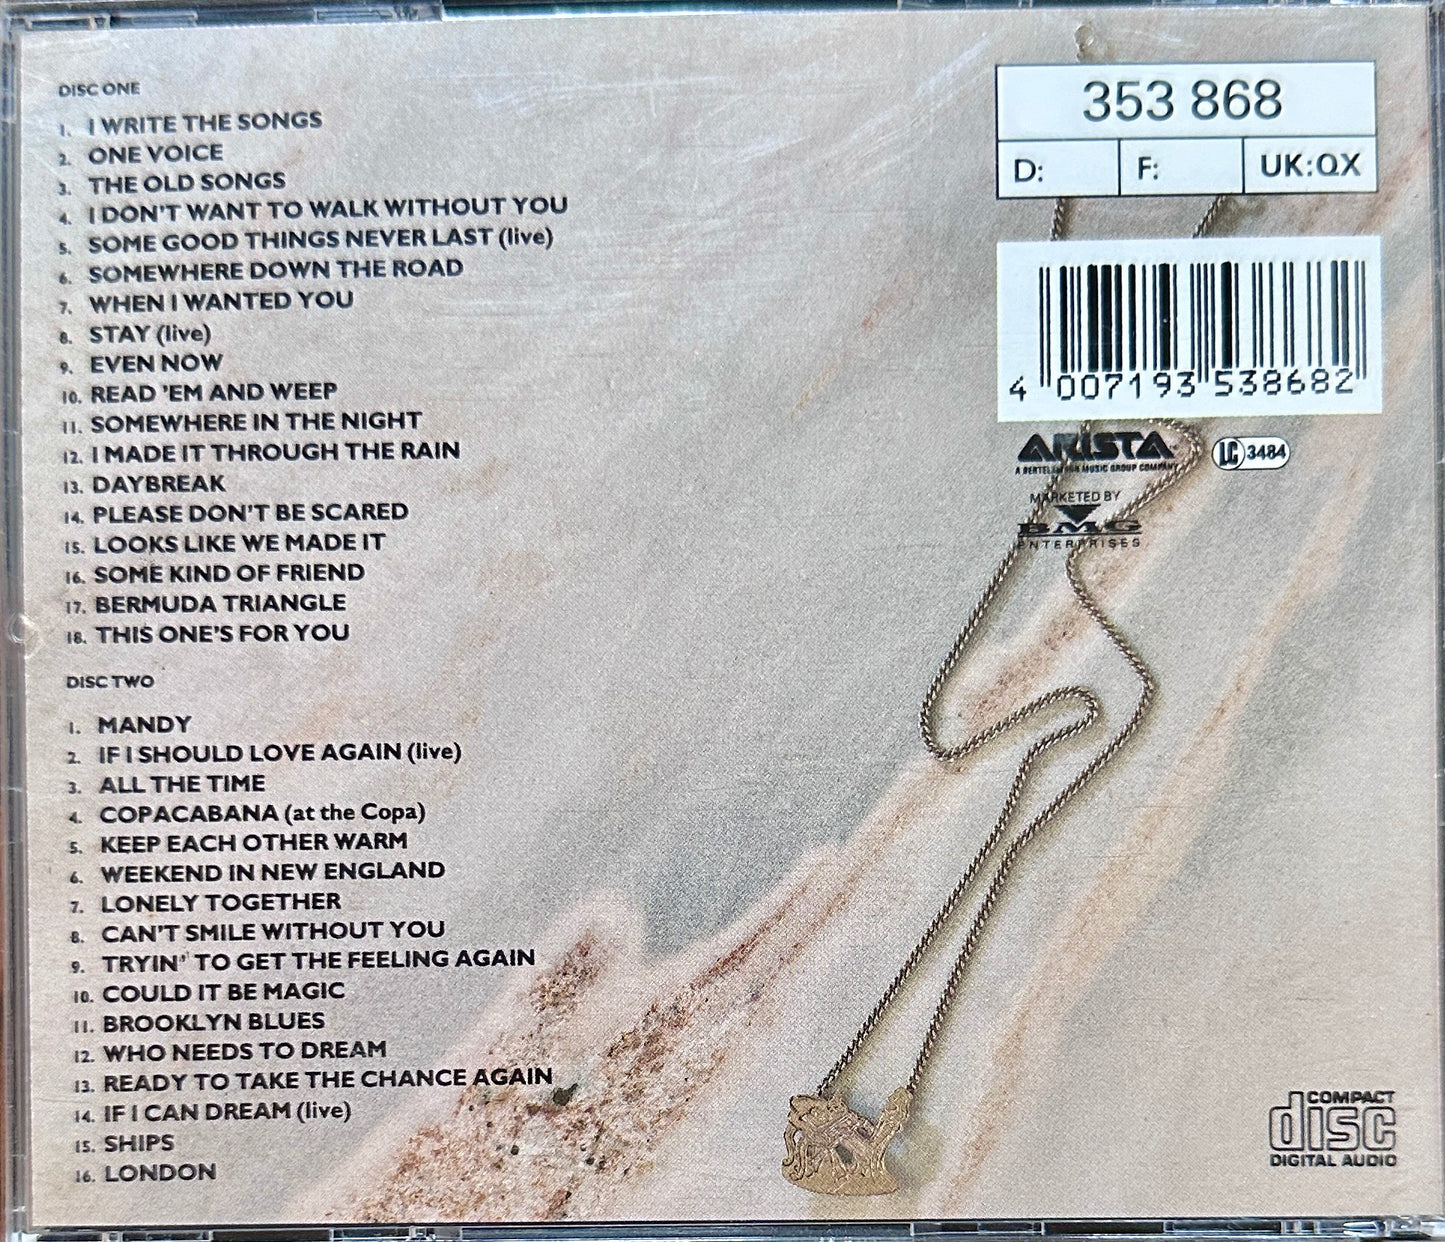 DISC ONE
1. I WRITE THE SONGS
2. ONE VOICE
3. THE OLD SONGS
4. I DON'T WANT TO WALK WITHOUT YOU
5. SOME GOOD THINGS NEVER LAST (live)
6. SOMEWHERE DOWN THE ROAD
7. WHEN I WANTED YOU
8. STAY (live)
9. EVEN NOW
10. READ 'EM AND WEEP
11. SOMEWHERE IN THE NIGHT
12. I MADE IT THROUGH THE RAIN
13. DAYBREAK
14. PLEASE DON'T BE SCARED
15. LOOKS LIKE WE MADE IT
16. SOME KIND OF FRIEND
17. BERMUDA TRIANGLE
18. THIS ONE'S FOR YOU
DISC TWO
1. MANDY
2. IF I SHOULD LOVE AGAIN (live)
3. ALL THE TIME
4. COPACABANA (at the Copa)
5. KEEP EACH OTHER WARM
6. WEEKEND IN NEW ENGLAND
7. LONELY TOGETHER
8. CAN'T SMILE WITHOUT YOU
9. TRYIN' TO GET THE FEELING AGAIN
10. COULD IT BE MAGIC
11. BROOKLYN BLUES
12. WHO NEEDS TO DREAM
13. READY TO TAKE THE CHANCE AGAIN
14. IF I CAN DREAM (live)
15. SHIPS
16. LONDON
353 868
D: F: UK:QX
4 007193 538682
ARISTA LC 3484
A BERTELSMANN MUSIC GROUP COMPANY
MARKETED BY
BMG
ENTERPRISES
COMPACT
disc
DIGITAL AUDIO